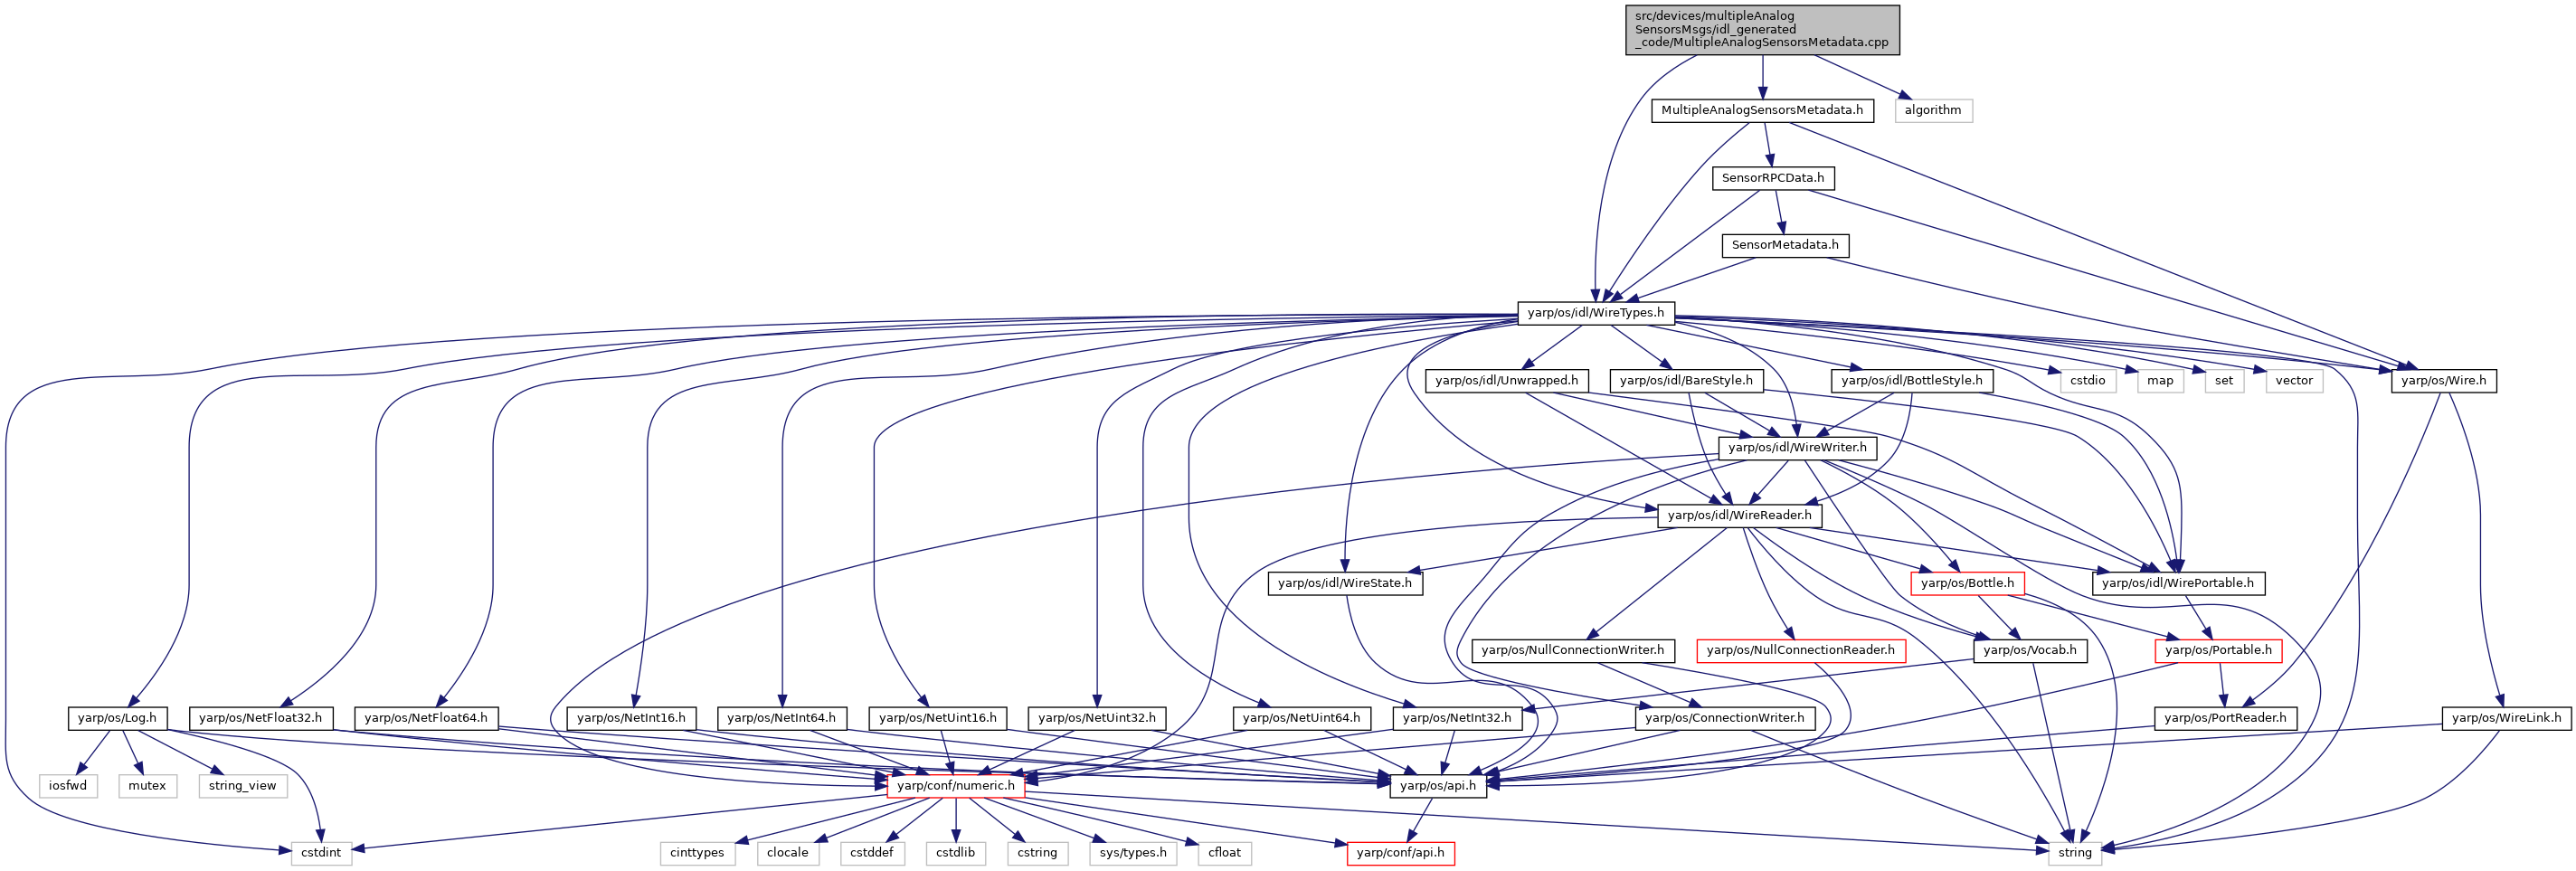 src/devices/multipleAnalog
SensorsMsgs/idl_generated
_code/MultipleAnalogSensorsMetadata.cpp
MultipleAnalogSensorsMetadata.h
algorithm
SensorRPCData.h
SensorMetadata.h
yarp/os/idl/WireTypes.h
yarp/os/idl/Unwrapped.h
yarp/os/idl/BareStyle.h
yarp/os/idl/BottleStyle.h
cstdio
map
set
vector
yarp/os/Wire.h
yarp/os/idl/WireWriter.h
yarp/os/idl/WireReader.h
yarp/os/idl/WireState.h
yarp/os/Bottle.h
yarp/os/idl/WirePortable.h
yarp/os/NullConnectionWriter.h
yarp/os/NullConnectionReader.h
yarp/os/Vocab.h
yarp/os/Portable.h
yarp/os/Log.h
yarp/os/NetFloat32.h
yarp/os/NetFloat64.h
yarp/os/NetInt16.h
yarp/os/NetInt64.h
yarp/os/NetUint16.h
yarp/os/NetUint32.h
yarp/os/NetUint64.h
yarp/os/NetInt32.h
yarp/os/ConnectionWriter.h
yarp/os/PortReader.h
yarp/os/WireLink.h
iosfwd
mutex
string_view
yarp/conf/numeric.h
yarp/os/api.h
cstdint
cinttypes
clocale
cstddef
cstdlib
cstring
sys/types.h
cfloat
yarp/conf/api.h
string